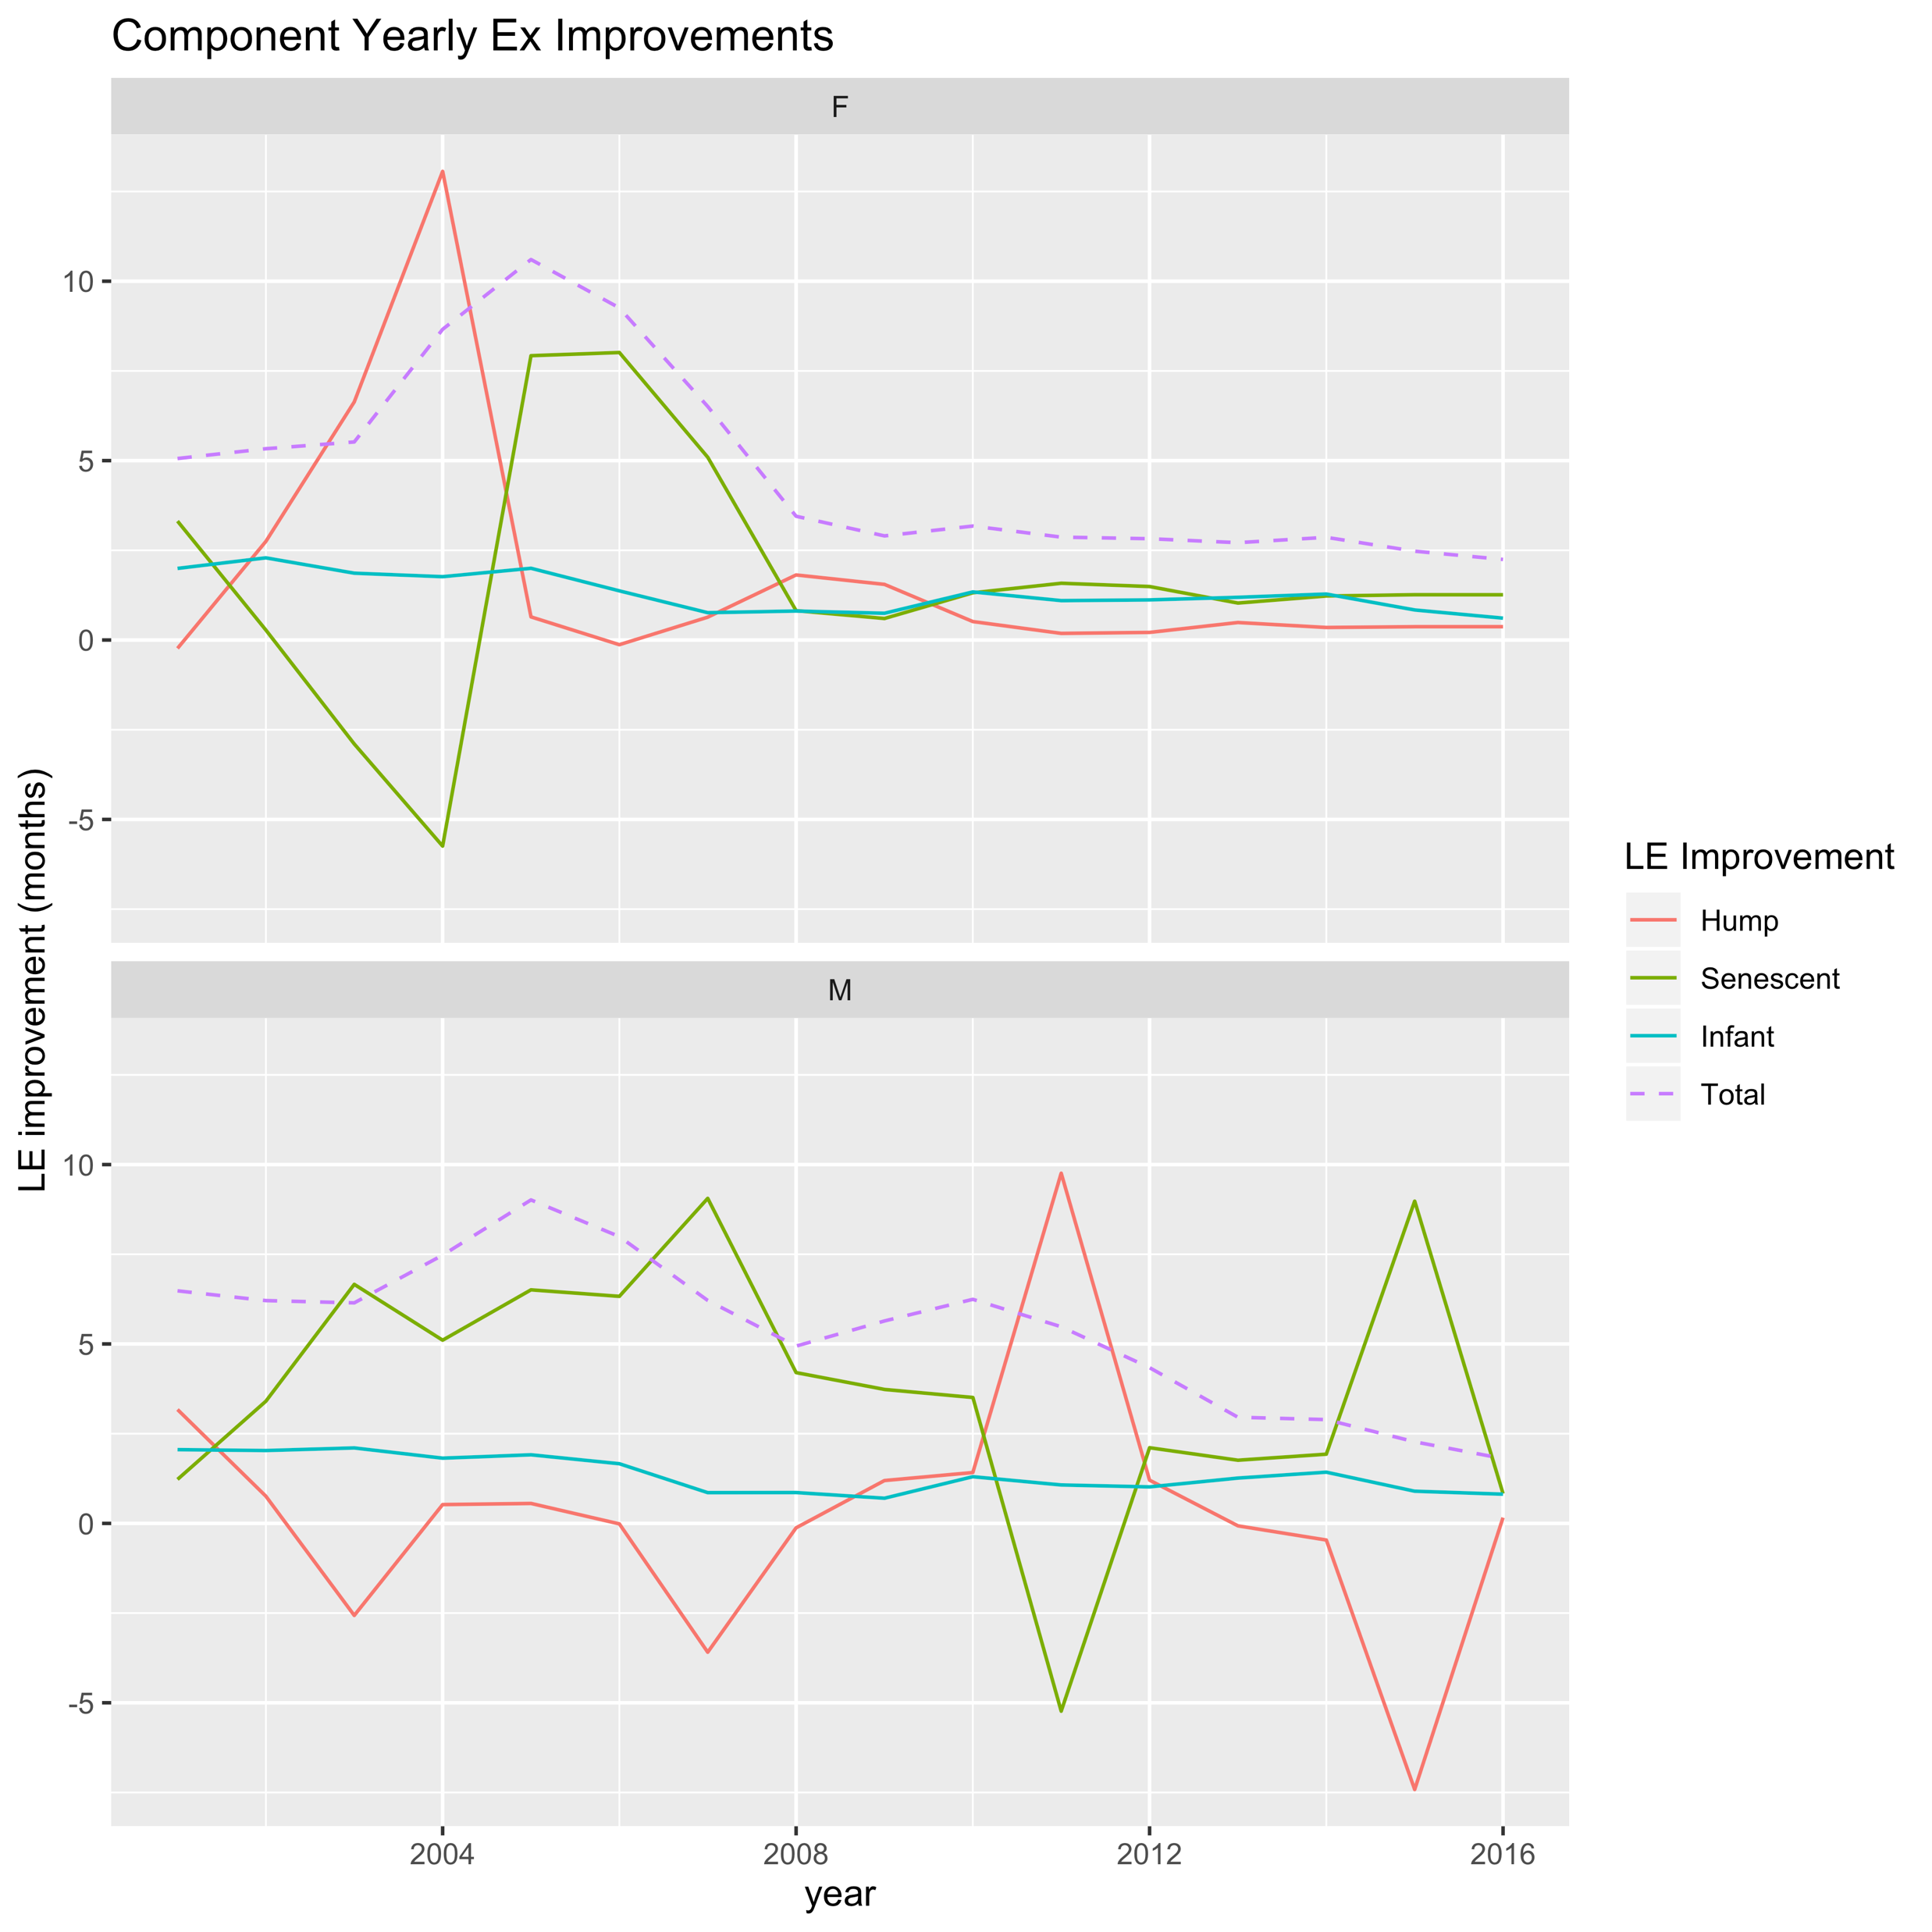 Component Yearly Ex Improvements
F
10
5
0
-5
M
10
5
0
-5
2004 2008 2012 2016
year
LE improvement (months)
LE Improvement
Hump
Senescent
Infant
Total